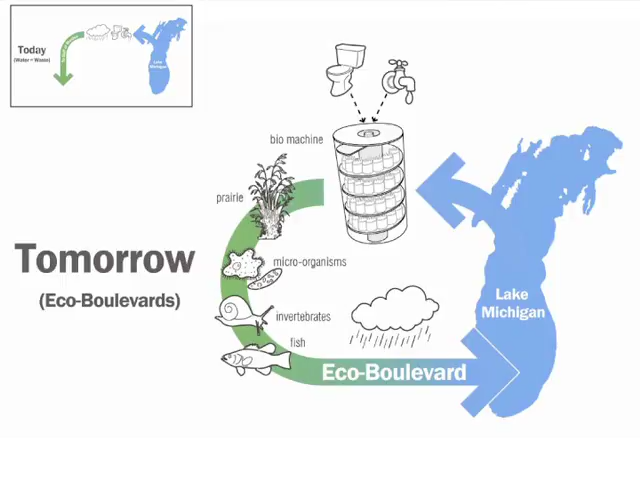 Today
(Water = Waste)
Lake
Michigan
bio machine
prairie
micro-organisms
Tomorrow
(Eco-Boulevards)
invertebrates
fish
Lake
Michigan
Eco-Boulevard